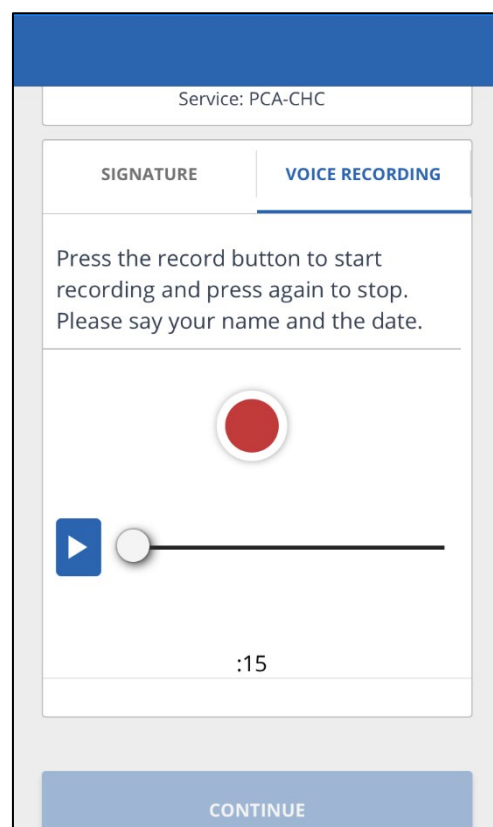 Service: PCA-CHC
SIGNATURE
VOICE RECORDING
Press the record button to start
recording and press again to stop.
Please say your name and the date.
:15
CONTINUE